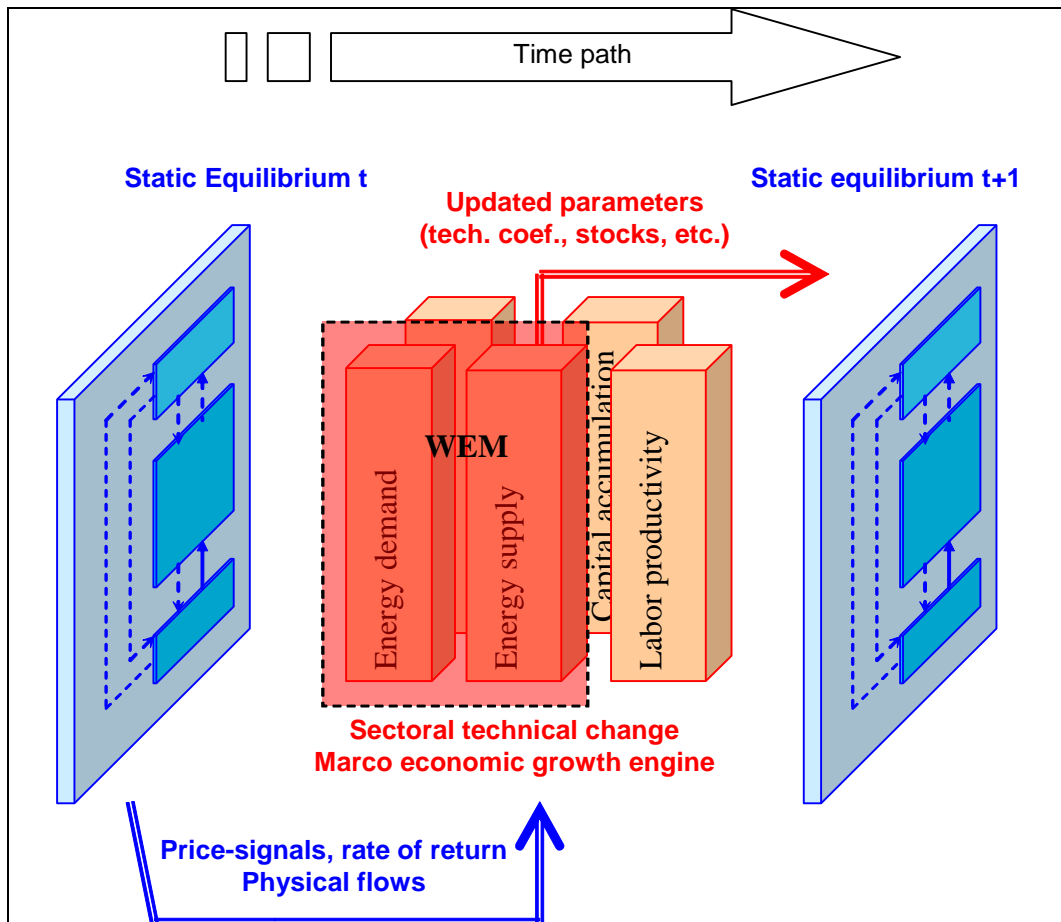 Time path
Static Equilibrium t
Static equilibrium t+1
Updated parameters
(tech. coef., stocks, etc.)
WEM
Energy demand
Energy supply
Capital accumulation
Labor productivity
Sectoral technical change
Marco economic growth engine
Price-signals, rate of return
Physical flows